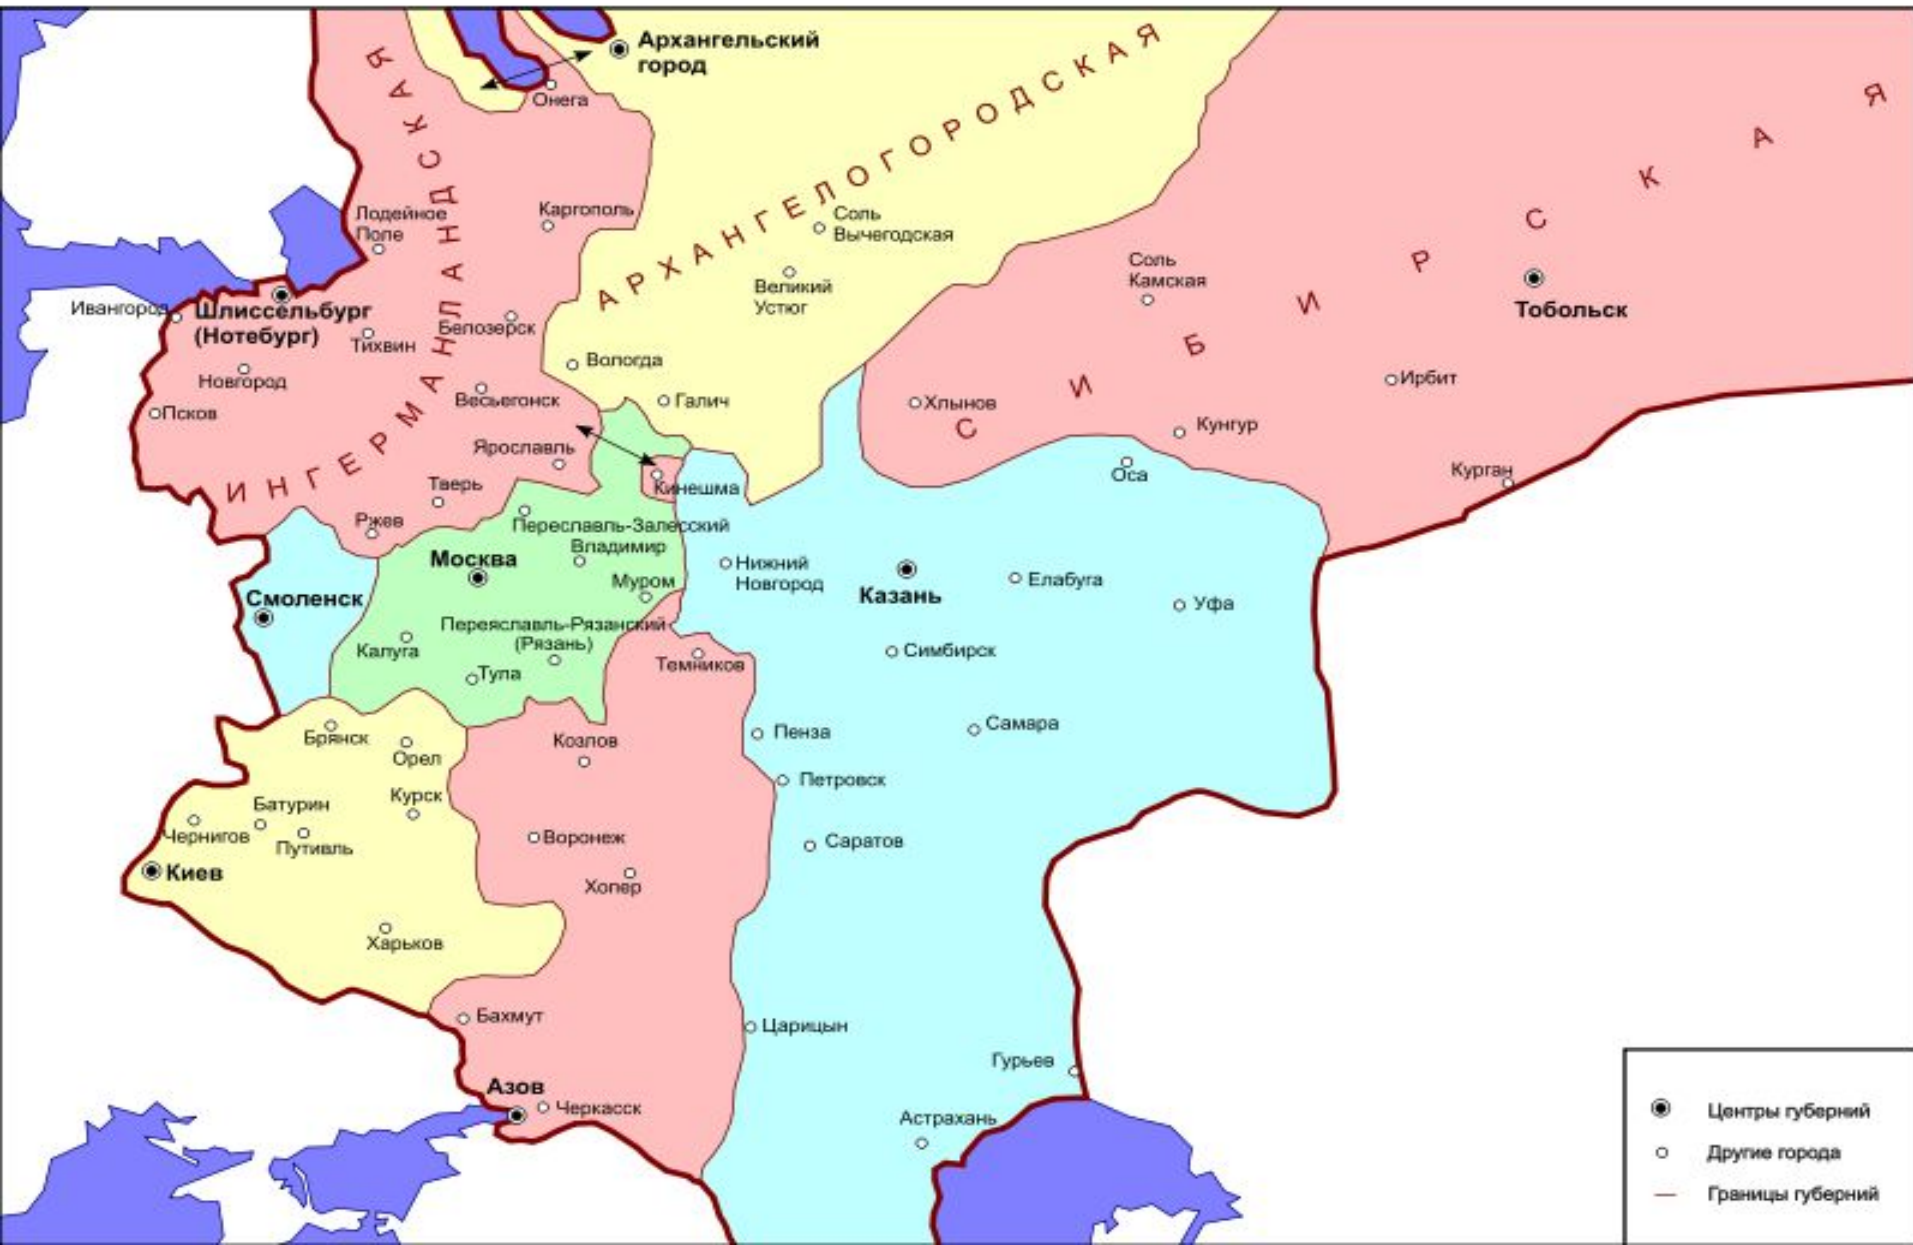 Архангельский
город
Онега
ИНГЕРМАНЛАНДСКАЯ
АРХАНГЕЛОГОРОДСКАЯ
СИБИРСКАЯ
Лодейное
Поле
Каргополь
Соль
Вычегодская
Великий
Устюг
Соль
Камская
Тобольск
Ивангород
Шлиссельбург
(Нотебург)
Тихвин
Белозерск
Новгород
Псков
Весьегонск
Вологда
Галич
Хлынов
Ирбит
Кунгур
Курган
Оса
Ярославль
Тверь
Кинешма
Ржев
Переславль-Залесский
Москва
Владимир
Муром
Нижний
Новгород
Казань
Елабуга
Уфа
Смоленск
Переяславль-Рязанский
(Рязань)
Калуга
Тула
Темников
Симбирск
Брянск
Орел
Козлов
Пенза
Самара
Петровск
Курск
Батурин
Чернигов
Путивль
Киев
Воронеж
Саратов
Хопер
Харьков
Бахмут
Царицын
Гурьев
Азов
Черкасск
Астрахань
Центры губерний
Другие города
Границы губерний